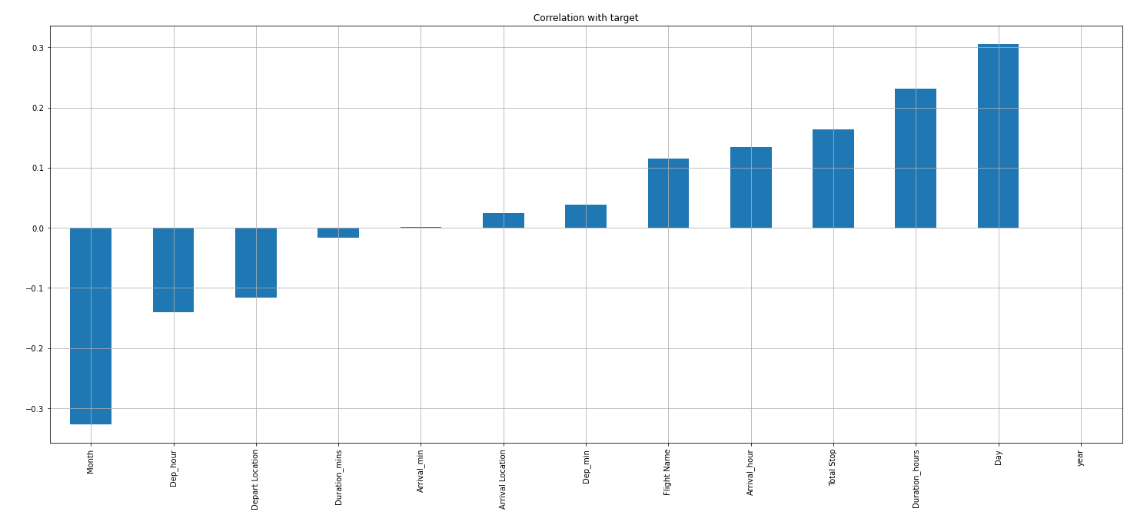 Correlation with target
0.3
0.2
0.1
0.0
−0.1
−0.2
−0.3
Month
Dep_hour
Depart Location
Duration_mins
Arrival_min
Arrival Location
Dep_min
Flight Name
Arrival_hour
Total Stop
Duration_hours
Day
year